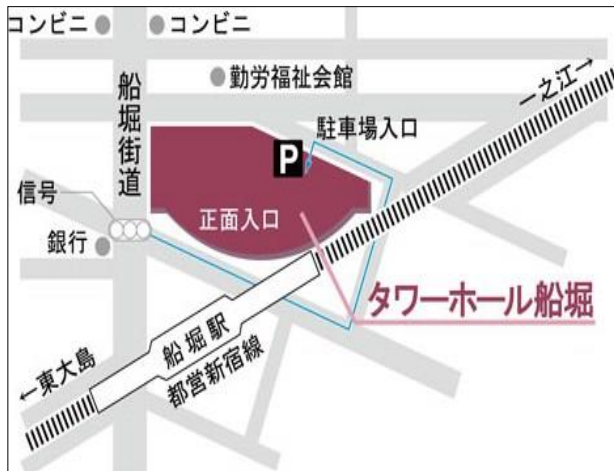 コンビニ
コンビニ
勤労福祉会館
一之江→
船堀街道
駐車場入口
P
信号
正面入口
銀行
タワーホール船堀
船堀駅
都営新宿線
←東大島